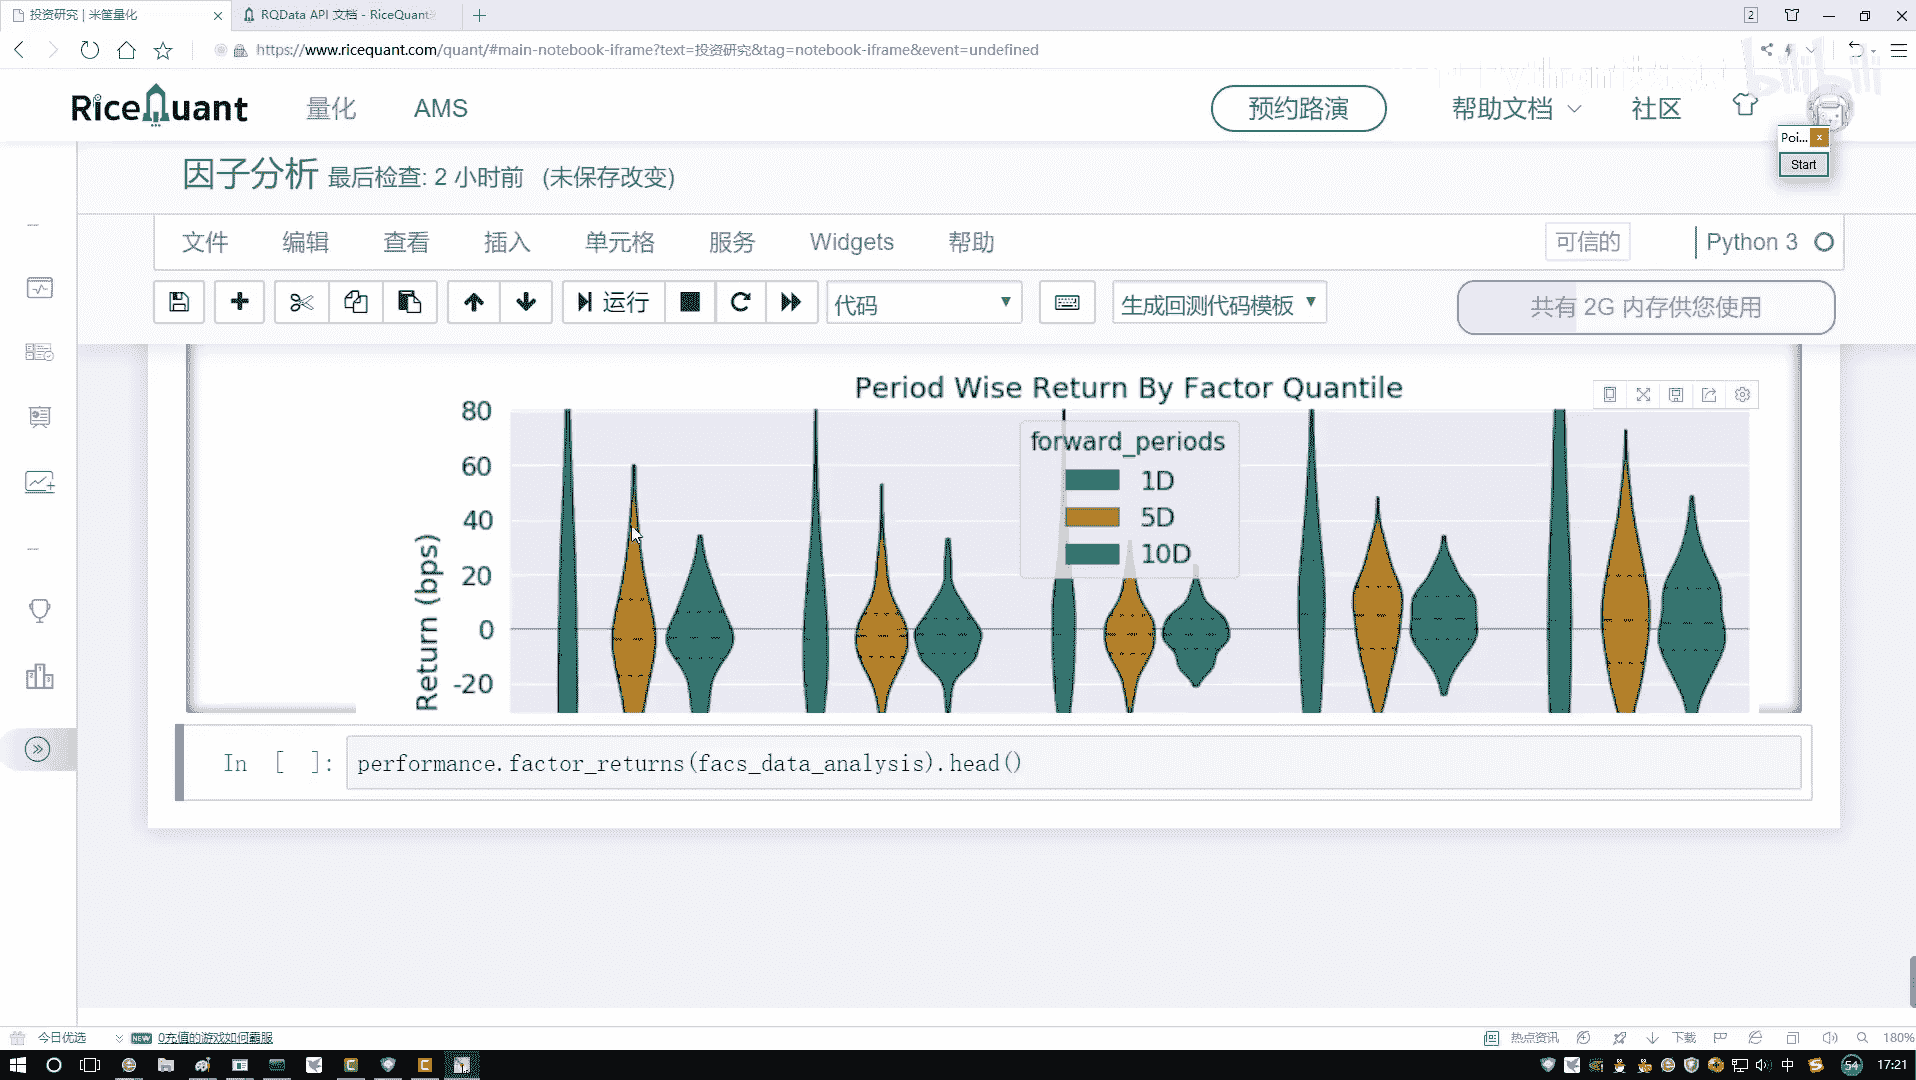 投资研究 | 米筐量化
RQData API 文档 - RiceQuant
2
https://www.ricequant.com/quant/#main-notebook-iframe?text=投资研究&tag=notebook-iframe&event=undefined
bilibili
RiceQuant
量化
AMS
预约路演
帮助文档
社区
Poi...
Start
因子分析 最后检查: 2 小时前 (未保存改变)
文件 编辑 查看 插入 单元格 服务 Widgets 帮助
可信的
Python 3
运行
代码
生成回测代码模板
共有 2G 内存供您使用
Period Wise Return By Factor Quantile
80
60
40
20
0
-20
Return (bps)
forward_periods
1D
5D
10D
In [ ]:
performance.factor_returns(facs_data_analysis).head()
今日优选
NEW
0充值的游戏如何霸服
热点资讯
下载
180%
中
54
17:21